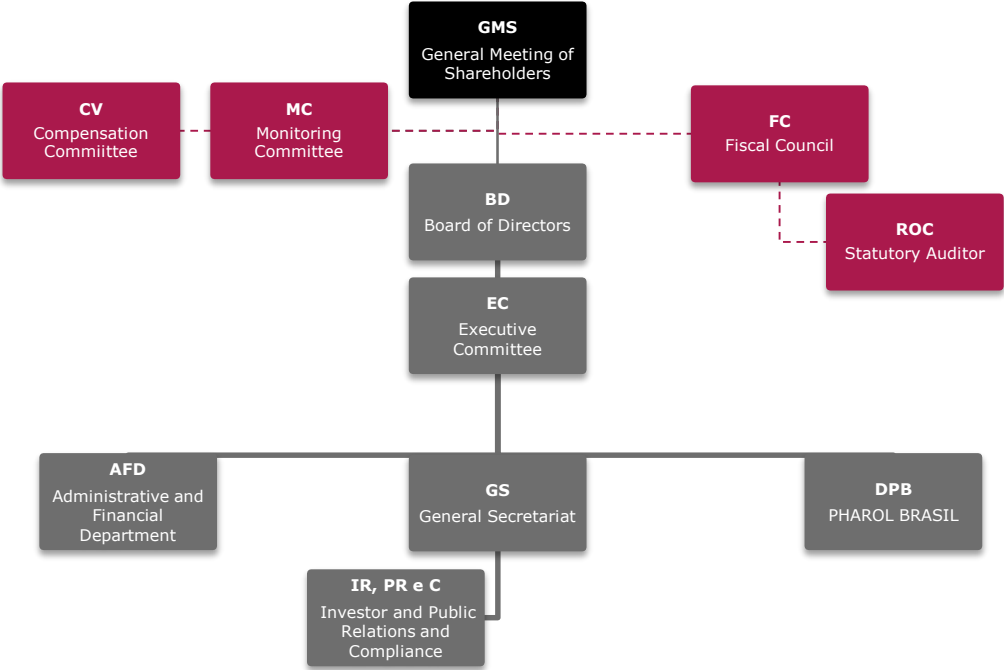 GMS
General Meeting of
Shareholders
CV
Compensation
Commiittee
MC
Monitoring
Committee
FC
Fiscal Council
BD
Board of Directors
ROC
Statutory Auditor
EC
Executive
Committee
AFD
Administrative and
Financial
Department
GS
General Secretariat
DPB
PHAROL BRASIL
IR, PR e C
Investor and Public
Relations and
Compliance